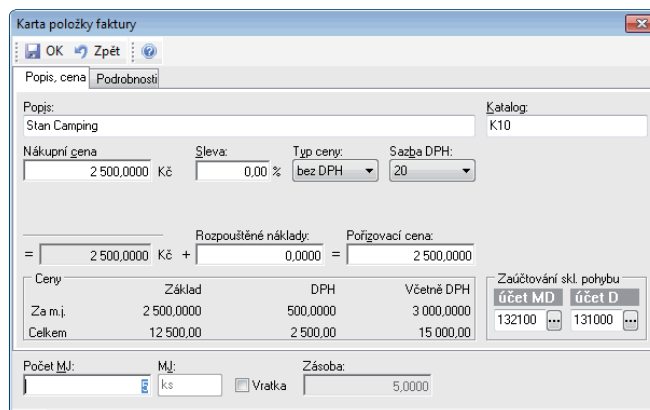 Karta položky faktury
OK Zpět
Popis, cena Podrobnosti
Popis: Katalog:
Stan Camping K10
Nákupní cena Sleva: Typ ceny: Sazba DPH:
2 500,0000 Kč 0,00 % bez DPH 20
Rozpouštěné náklady: Pořizovací cena:
= 2 500,0000 Kč + 0,0000 = 2 500,0000
Ceny Zaúčtování skl. pohybu
Základ DPH Včetně DPH účet MD účet D
Za m.j. 2 500,0000 500,0000 3 000,0000 132100 ... 131000 ...
Celkem 12 500,00 2 500,00 15 000,00
Počet MJ: MJ: Zásoba:
5 ks Vratka 5,0000